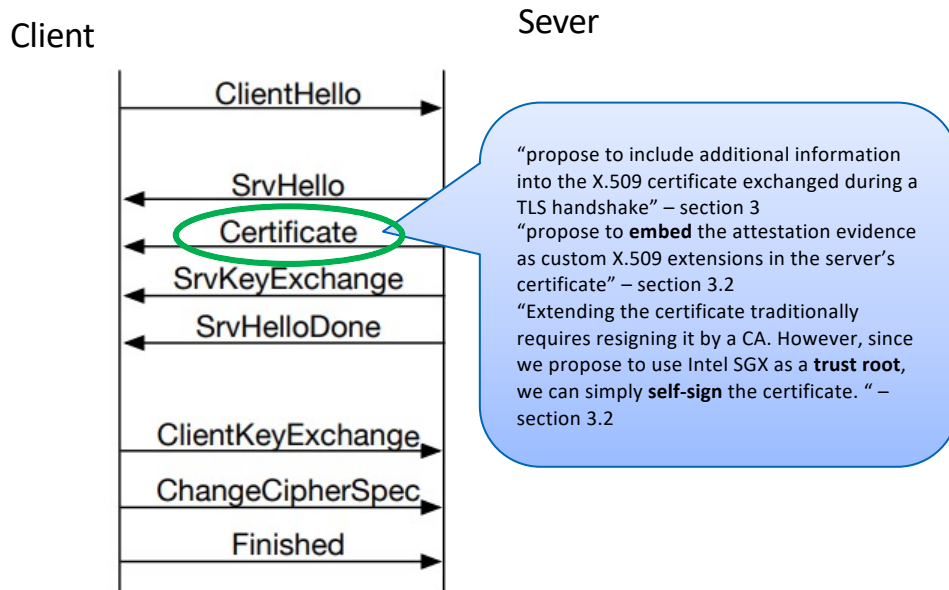 Client
Sever
ClientHello
SrvHello
Certificate
SrvKeyExchange
SrvHelloDone
ClientKeyExchange
ChangeCipherSpec
Finished
“propose to include additional information
into the X.509 certificate exchanged during a
TLS handshake” – section 3
“propose to embed the attestation evidence
as custom X.509 extensions in the server’s
certificate” – section 3.2
“Extending the certificate traditionally
requires resigning it by a CA. However, since
we propose to use Intel SGX as a trust root,
we can simply self-sign the certificate. “ –
section 3.2